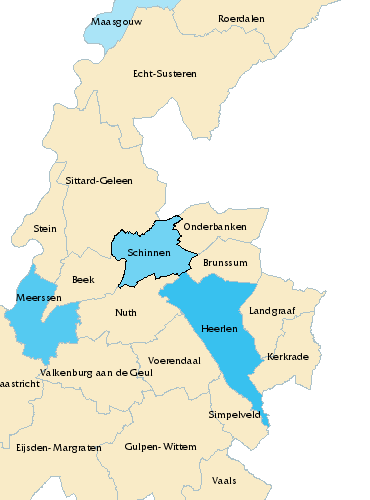 Maasgouw
Roerdalen
Echt-Susteren
Sittard-Geleen
Stein
Onderbanken
Schinnen
Brunssum
Beek
Meerssen
Nuth
Landgraaf
Heerlen
Kerkrade
Voerendaal
Valkenburg aan de Geul
aastricht
Simpelveld
Eijsden-Margraten
Gulpen-Wittem
Vaals